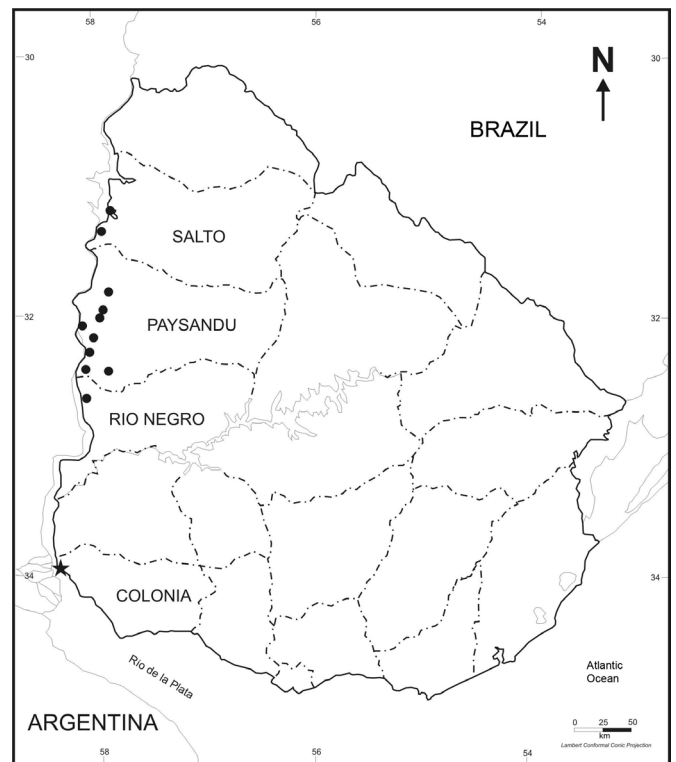 58 56 54
30 30
N
BRAZIL
SALTO
32 PAYSANDU 32
RIO NEGRO
34 COLONIA 34
Río de la Plata
Atlantic
Ocean
ARGENTINA
0 25 50
km
Lambert Conformal Conic Projection
58 56 54